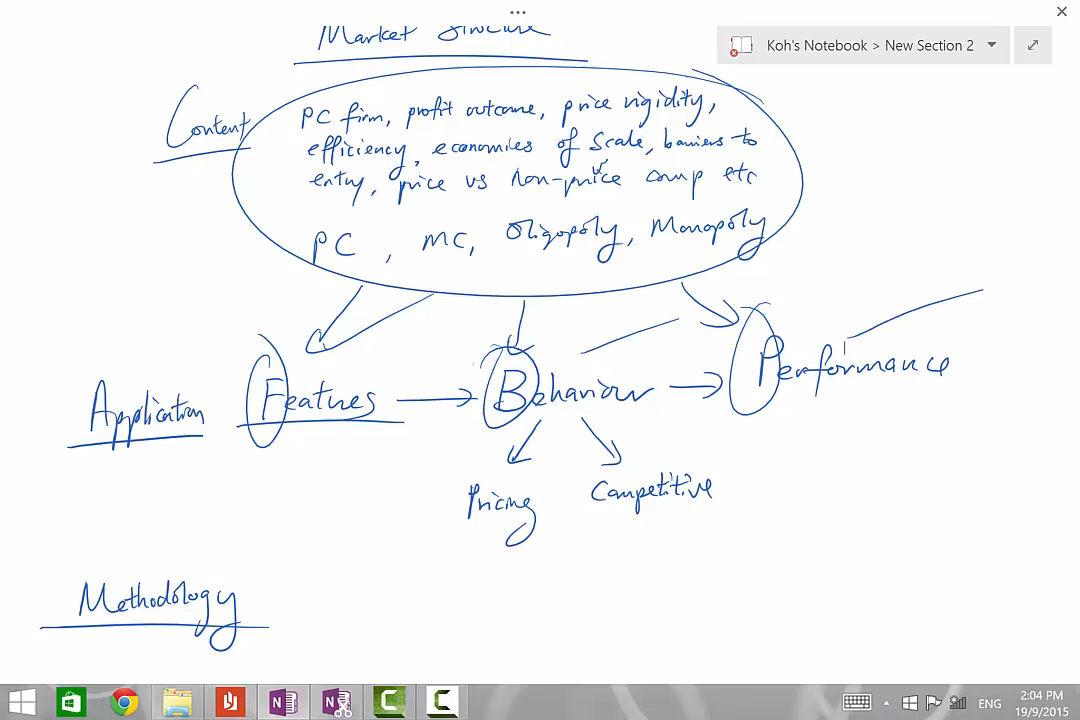 Koh's Notebook > New Section 2
Market Structure
Content
PC firm, profit outcome, price rigidity,
efficiency, economies of scale, barriers to
entry, price vs non-price comp etc
PC, MC, Oligopoly, Monopoly
Application
Features
Behaviour
Performance
Pricing
Competitive
Methodology
ENG
2:04 PM
19/9/2015